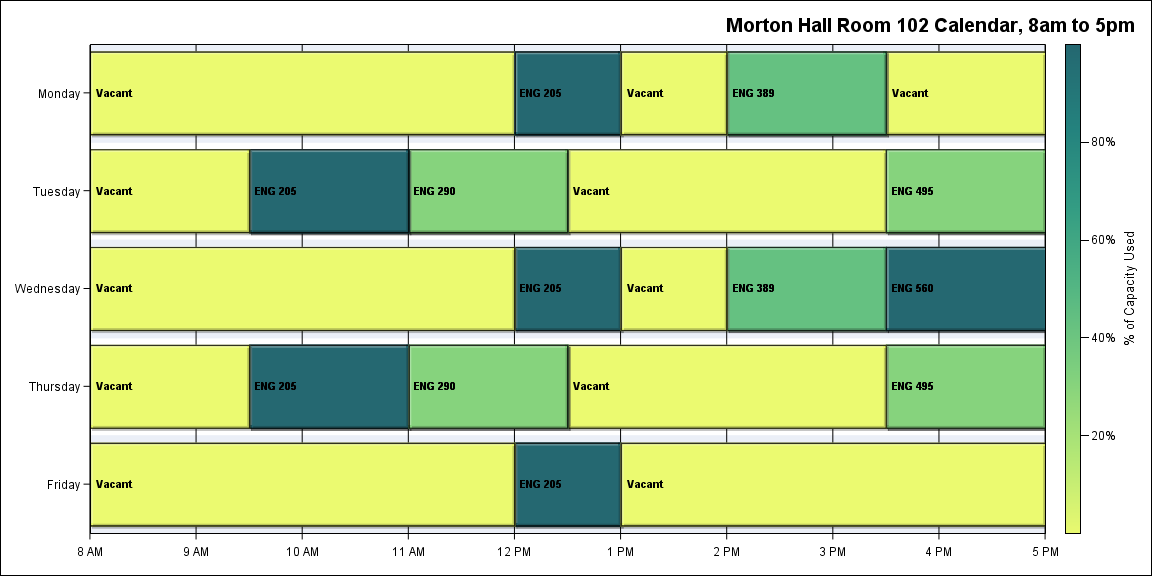 Morton Hall Room 102 Calendar, 8am to 5pm
Monday
Vacant
ENG 205
Vacant
ENG 389
Vacant
Tuesday
Vacant
ENG 205
ENG 290
Vacant
ENG 495
Wednesday
Vacant
ENG 205
Vacant
ENG 389
ENG 560
Thursday
Vacant
ENG 205
ENG 290
Vacant
ENG 495
Friday
Vacant
ENG 205
Vacant
8 AM
9 AM
10 AM
11 AM
12 PM
1 PM
2 PM
3 PM
4 PM
5 PM
80%
60%
40%
20%
% of Capacity Used